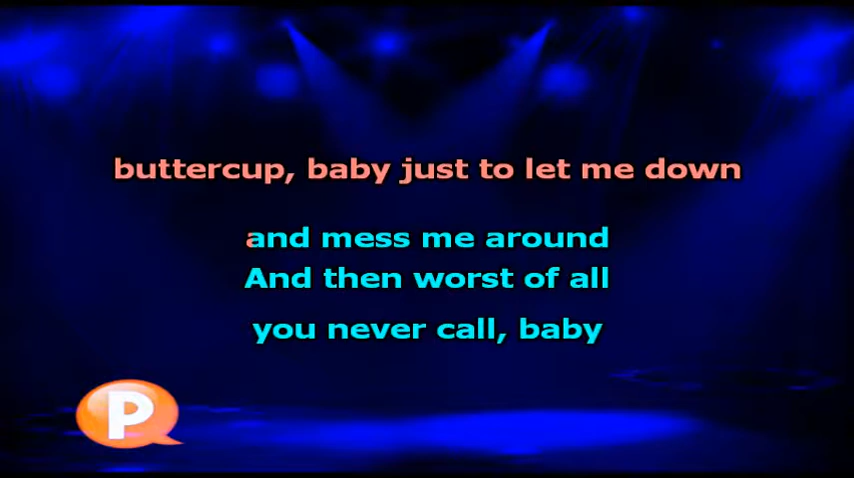 buttercup, baby just to let me down
and mess me around
And then worst of all
you never call, baby
P